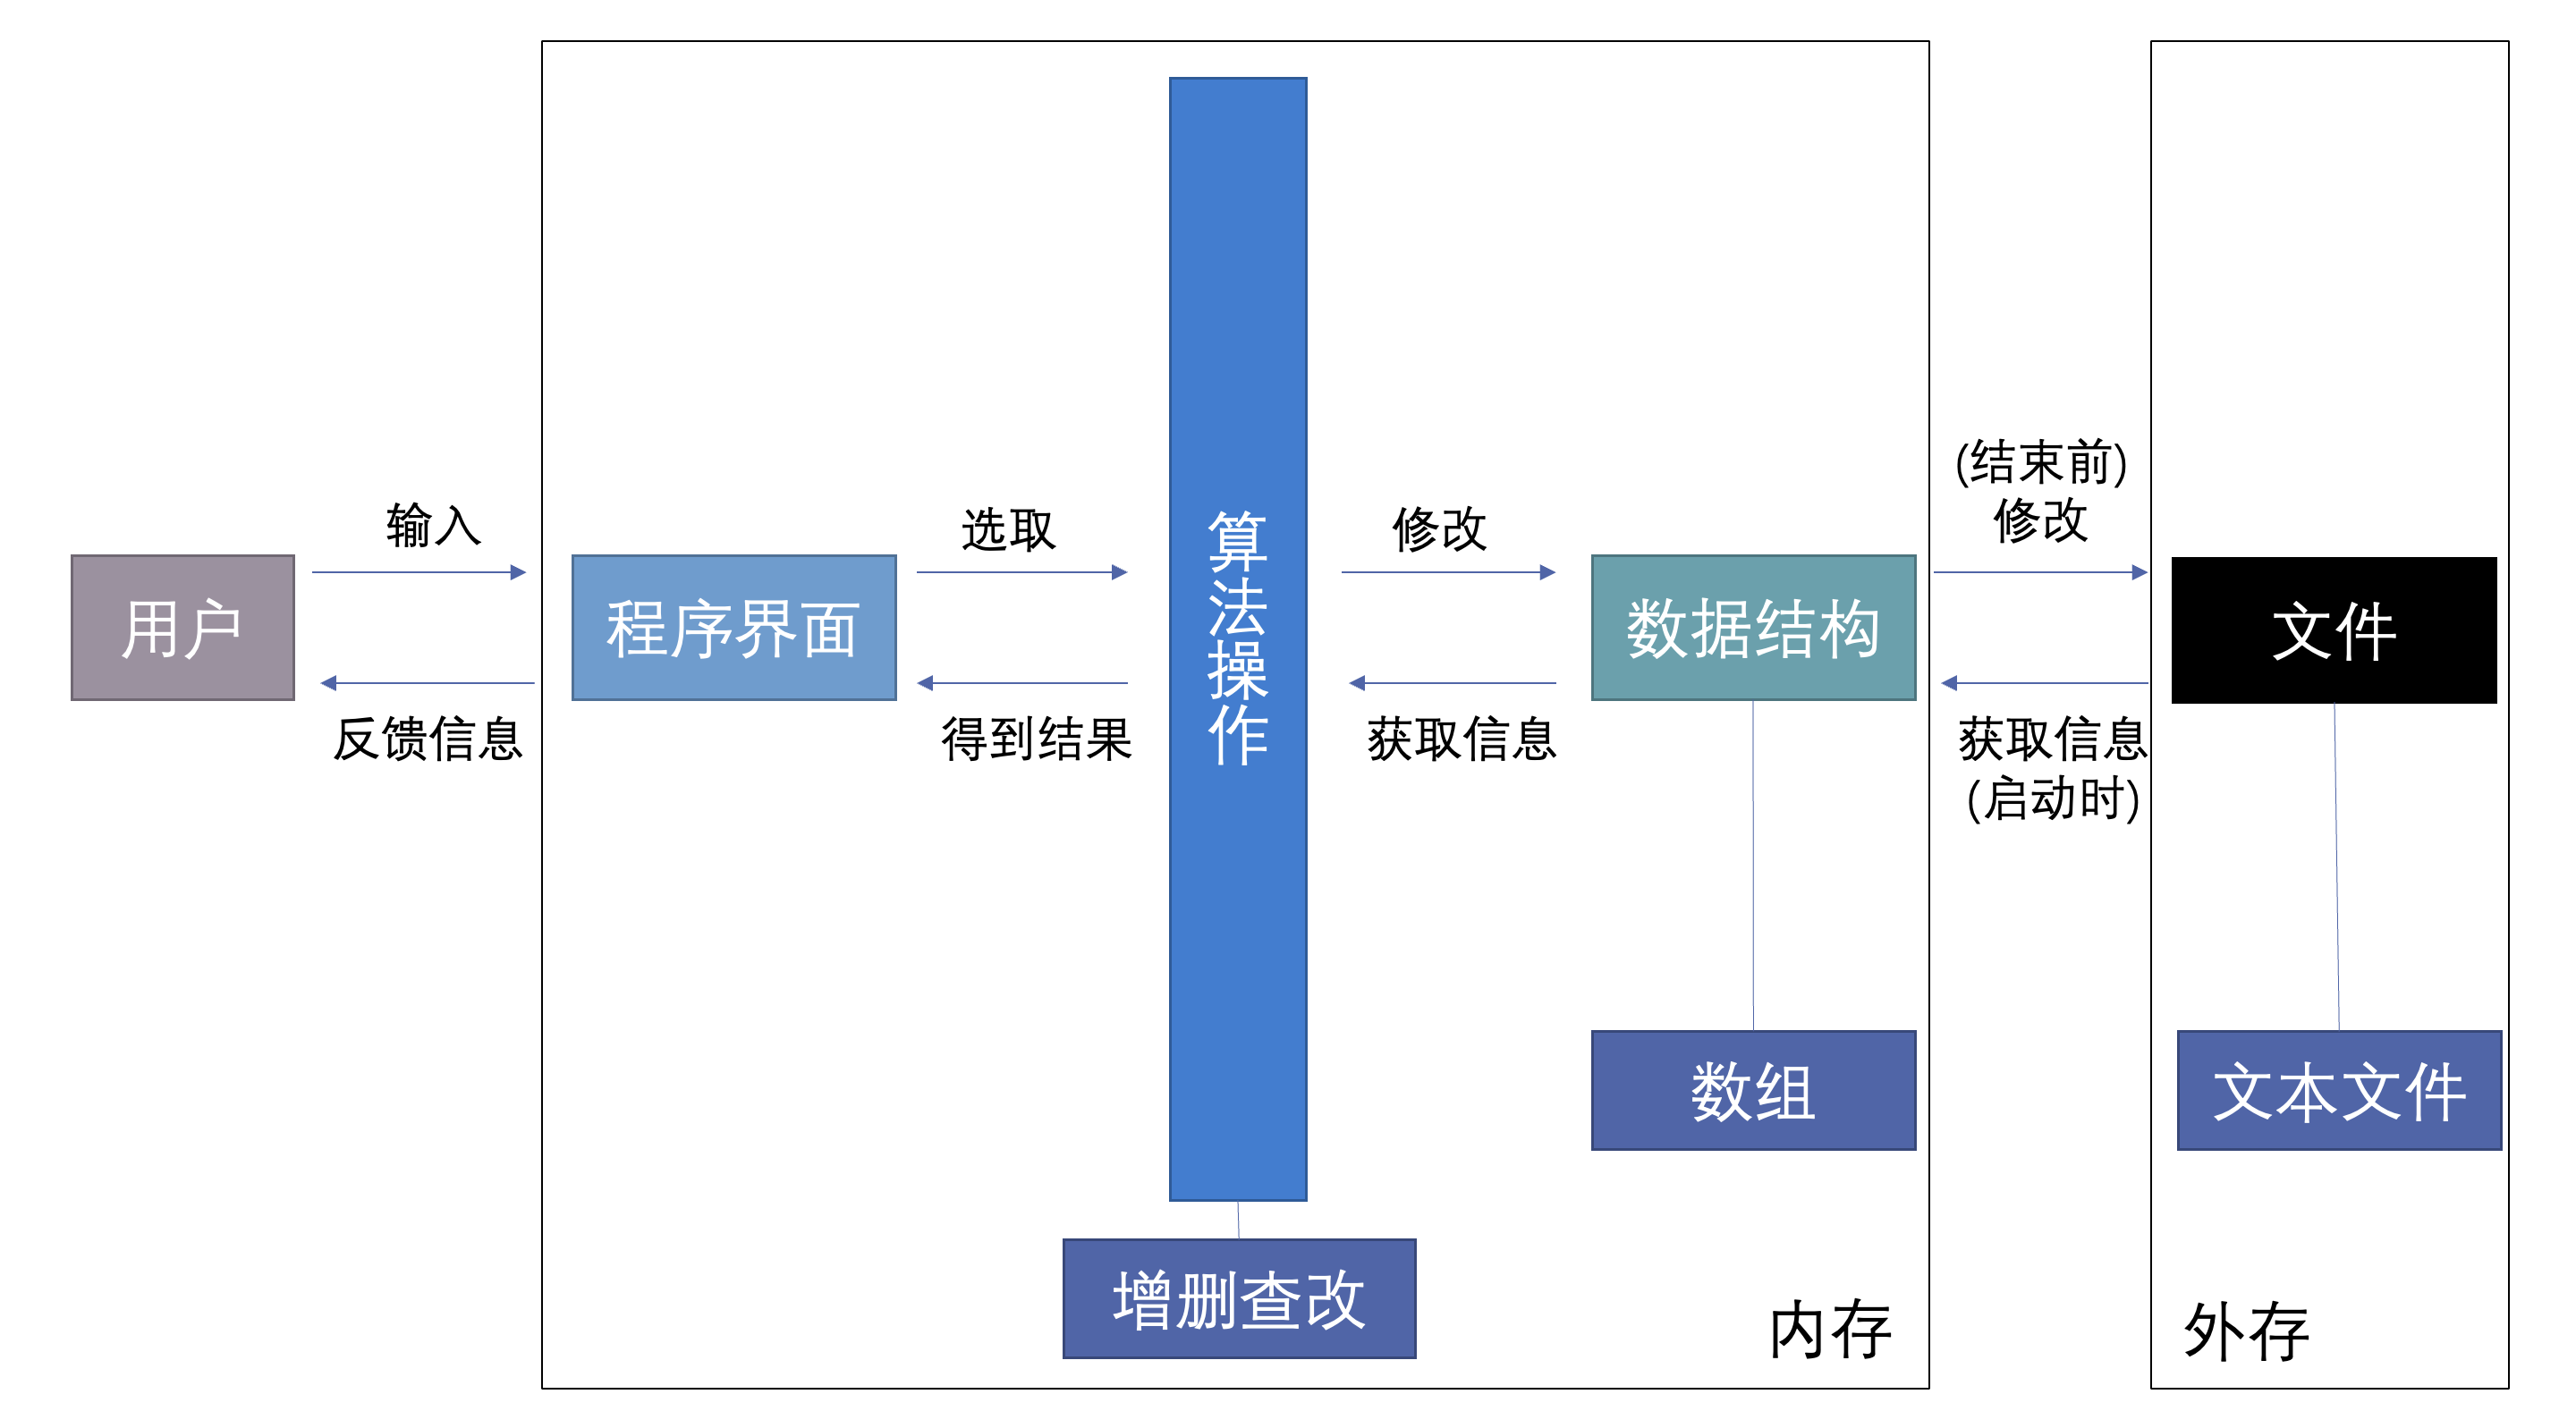 用户
输入
反馈信息
程序界面
选取
得到结果
算
法
操
作
增删查改
修改
获取信息
数据结构
数组
内存
(结束前)
修改
获取信息
(启动时)
文件
文本文件
外存